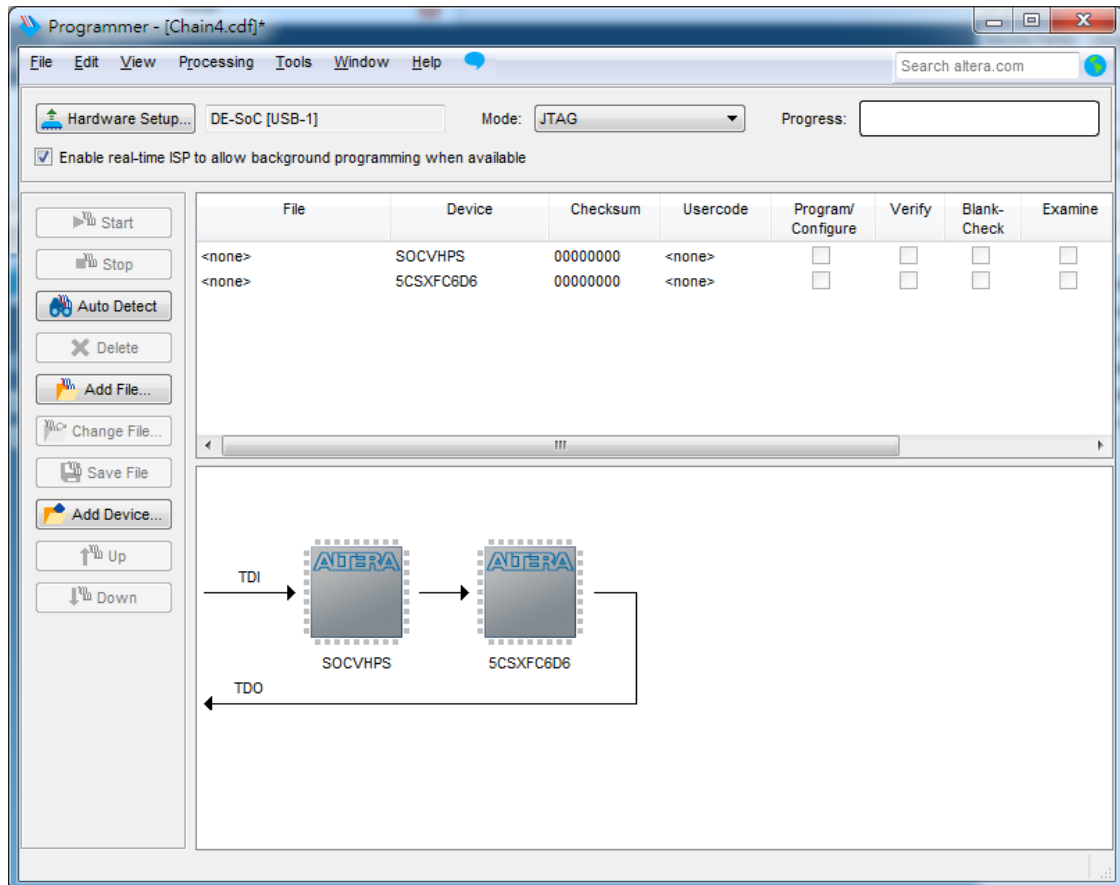 Programmer - [Chain4.cdf]*
File Edit View Processing Tools Window Help Search altera.com
Hardware Setup... DE-SoC [USB-1] Mode: JTAG Progress:
Enable real-time ISP to allow background programming when available
Start
Stop
Auto Detect
Delete
Add File...
Change File...
Save File
Add Device...
Up
Down
File Device Checksum Usercode Program/ Verify Blank- Examine
Configure Check
<none> SOCVHPS 00000000 <none>
<none> 5CSXFC6D6 00000000 <none>
TDI
ALTERA
ALTERA
SOCVHPS
5CSXFC6D6
TDO